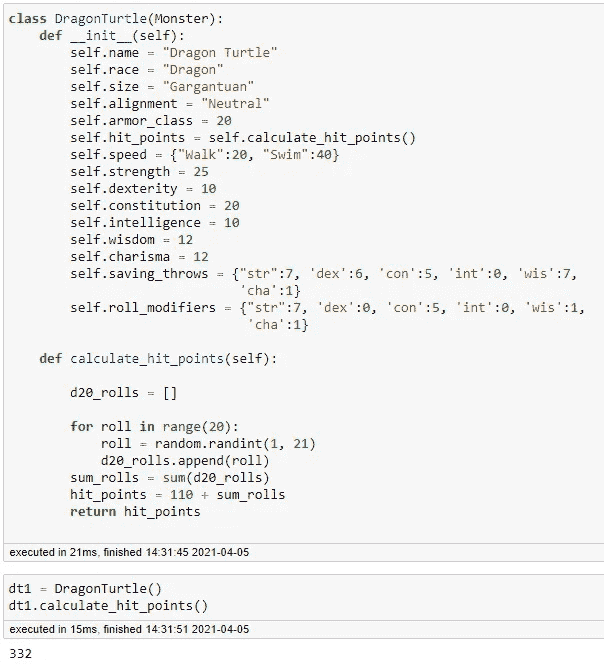 class DragonTurtle(Monster):
    def __init__(self):
        self.name = "Dragon Turtle"
        self.race = "Dragon"
        self.size = "Gargantuan"
        self.alignment = "Neutral"
        self.armor_class = 20
        self.hit_points = self.calculate_hit_points()
        self.speed = {"Walk":20, "Swim":40}
        self.strength = 25
        self.dexterity = 10
        self.constitution = 20
        self.intelligence = 10
        self.wisdom = 12
        self.charisma = 12
        self.saving_throws = {"str":7, 'dex':6, 'con':5, 'int':0, 'wis':7,
                              'cha':1}
        self.roll_modifiers = {"str":7, 'dex':0, 'con':5, 'int':0, 'wis':1,
                               'cha':1}
    def calculate_hit_points(self):
        d20_rolls = []
        for roll in range(20):
            roll = random.randint(1, 21)
            d20_rolls.append(roll)
        sum_rolls = sum(d20_rolls)
        hit_points = 110 + sum_rolls
        return hit_points
executed in 21ms, finished 14:31:45 2021-04-05
dt1 = DragonTurtle()
dt1.calculate_hit_points()
executed in 15ms, finished 14:31:51 2021-04-05
332